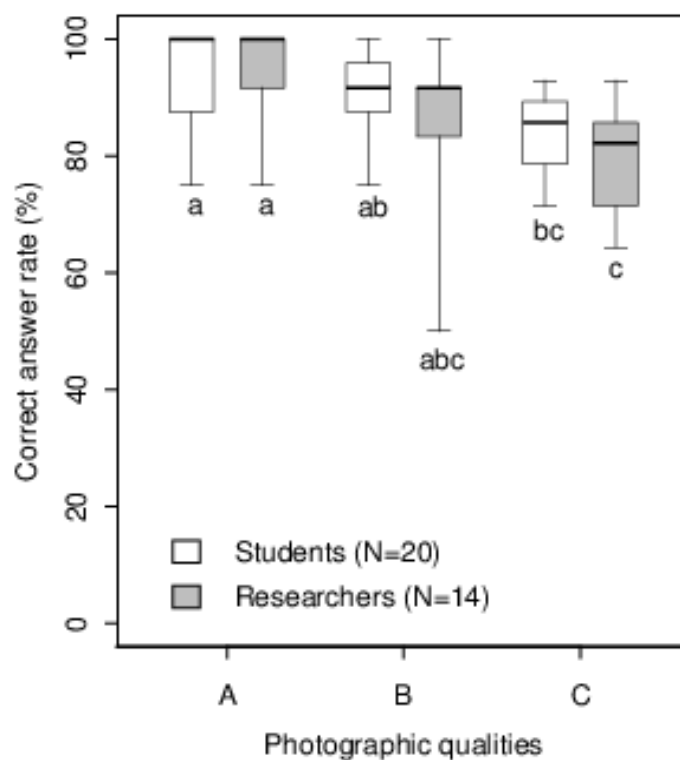 Correct answer rate (%)
100
80
60
40
20
0
a
a
ab
abc
bc
c
Students (N=20)
Researchers (N=14)
A
B
C
Photographic qualities